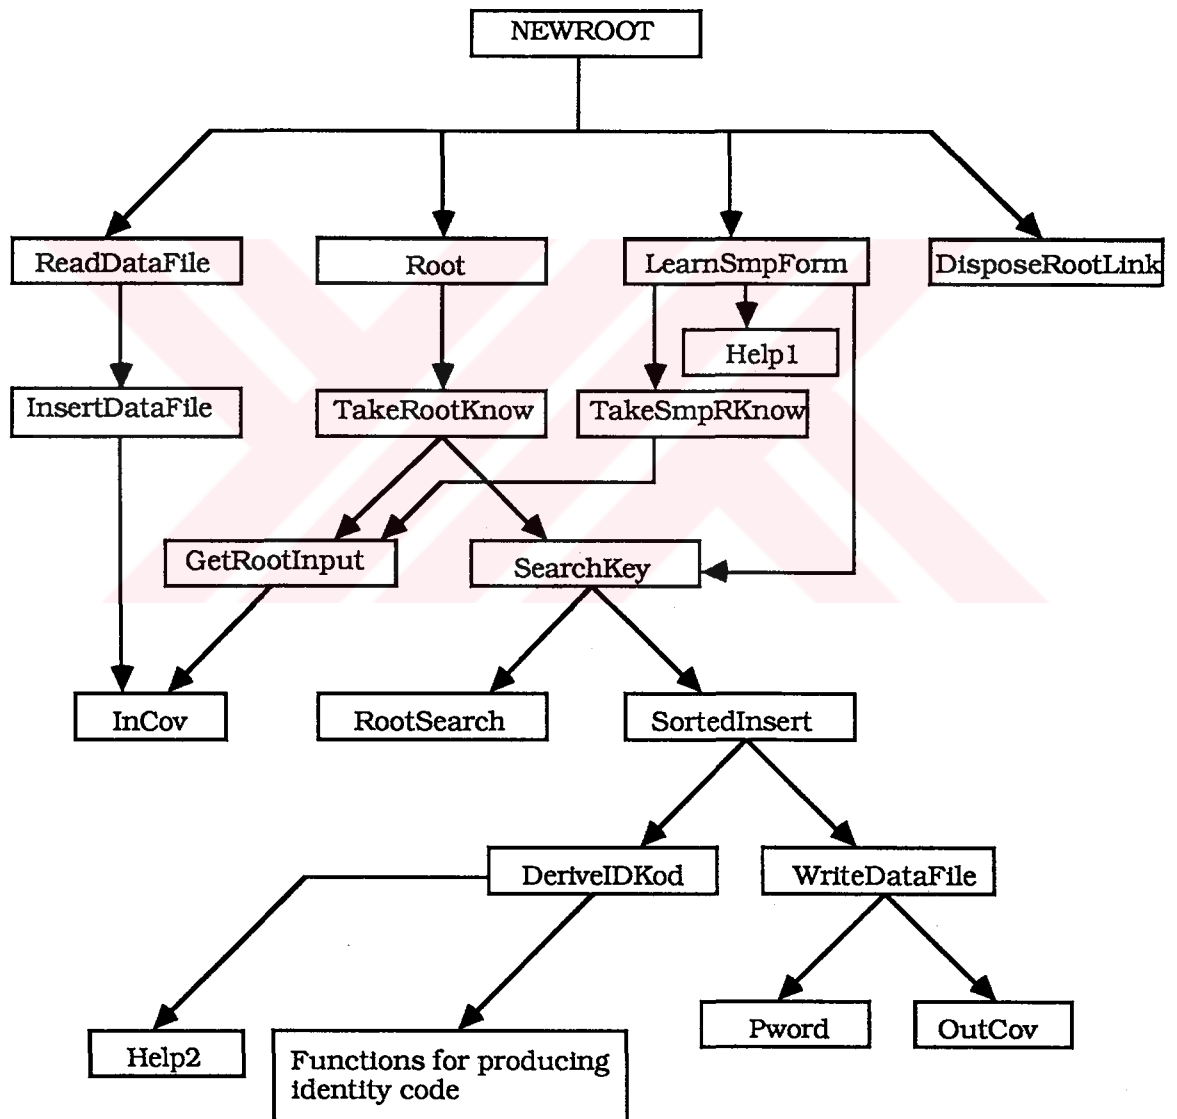 NEWROOT
ReadDataFile
Root
LearnSmpForm
DisposeRootLink
Help1
InsertDataFile
TakeRootKnow
TakeSmpRKnow
GetRootInput
SearchKey
InCov
RootSearch
SortedInsert
DeriveIDKod
WriteDataFile
Pword
OutCov
Help2
Functions for producing
identity code